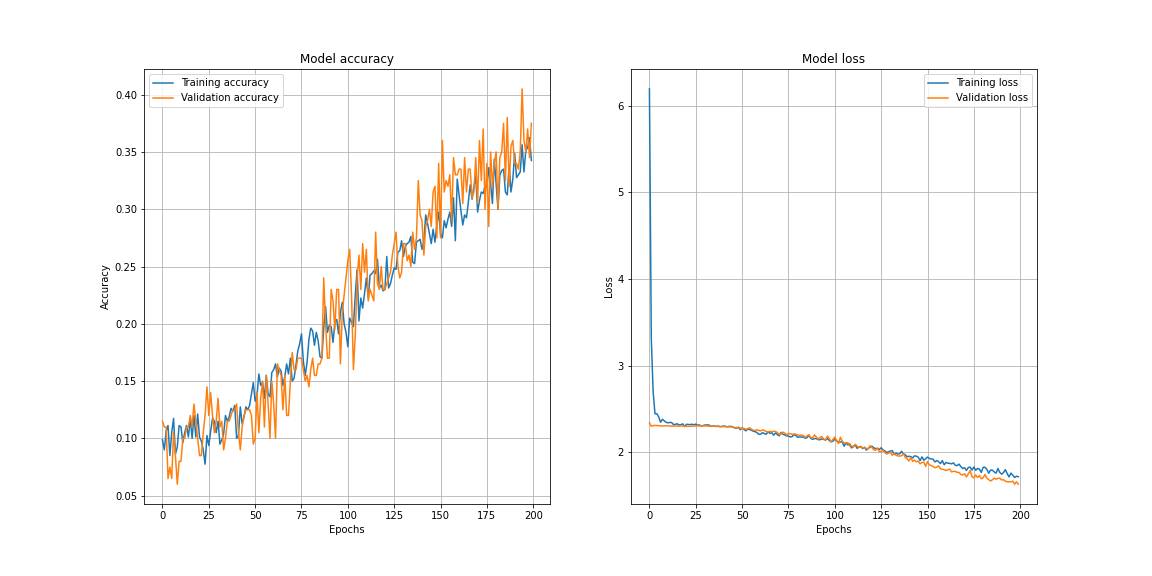 Model accuracy
Training accuracy
Validation accuracy
Accuracy
0.40
0.35
0.30
0.25
0.20
0.15
0.10
0.05
0 25 50 75 100 125 150 175 200
Epochs
Model loss
Training loss
Validation loss
Loss
6
5
4
3
2
0 25 50 75 100 125 150 175 200
Epochs